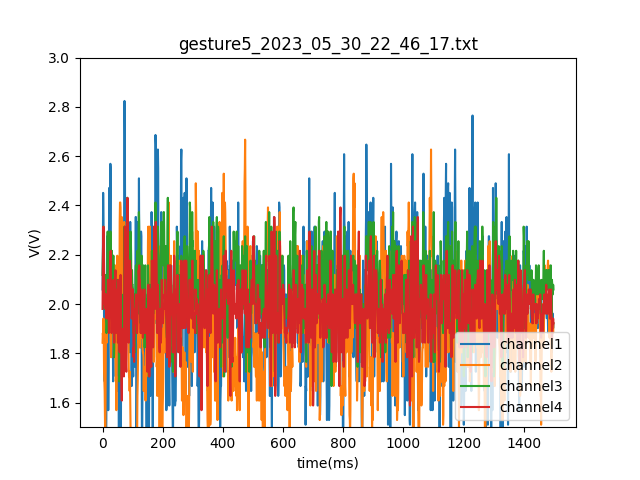 gesture5_2023_05_30_22_46_17.txt
3.0
2.8
2.6
2.4
2.2
2.0
1.8
1.6
V(V)
channel1
channel2
channel3
channel4
0 200 400 600 800 1000 1200 1400
time(ms)